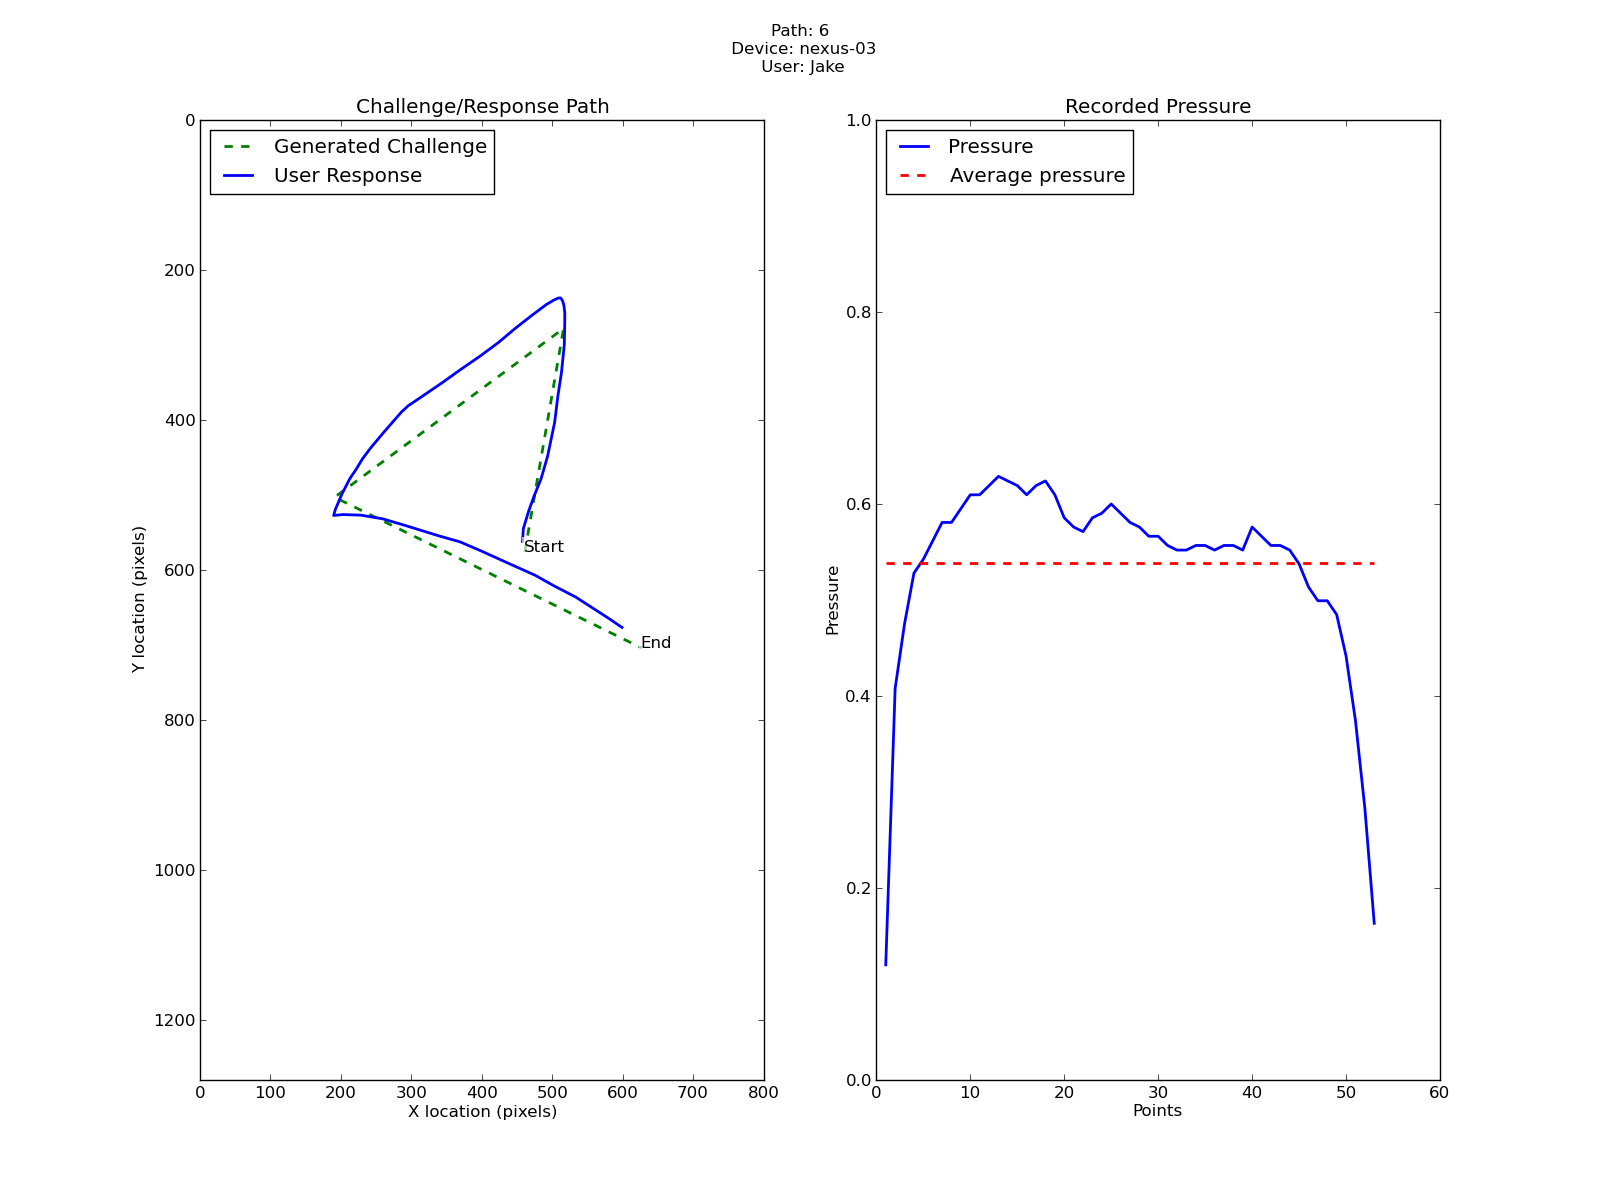 Path: 6
Device: nexus-03
User: Jake
Challenge/Response Path
Generated Challenge
User Response
0
200
400
600
800
1000
1200
Y location (pixels)
Start
End
0 100 200 300 400 500 600 700 800
X location (pixels)
Recorded Pressure
Pressure
Average pressure
1.0
0.8
0.6
0.4
0.2
0.0
Pressure
0 10 20 30 40 50 60
Points